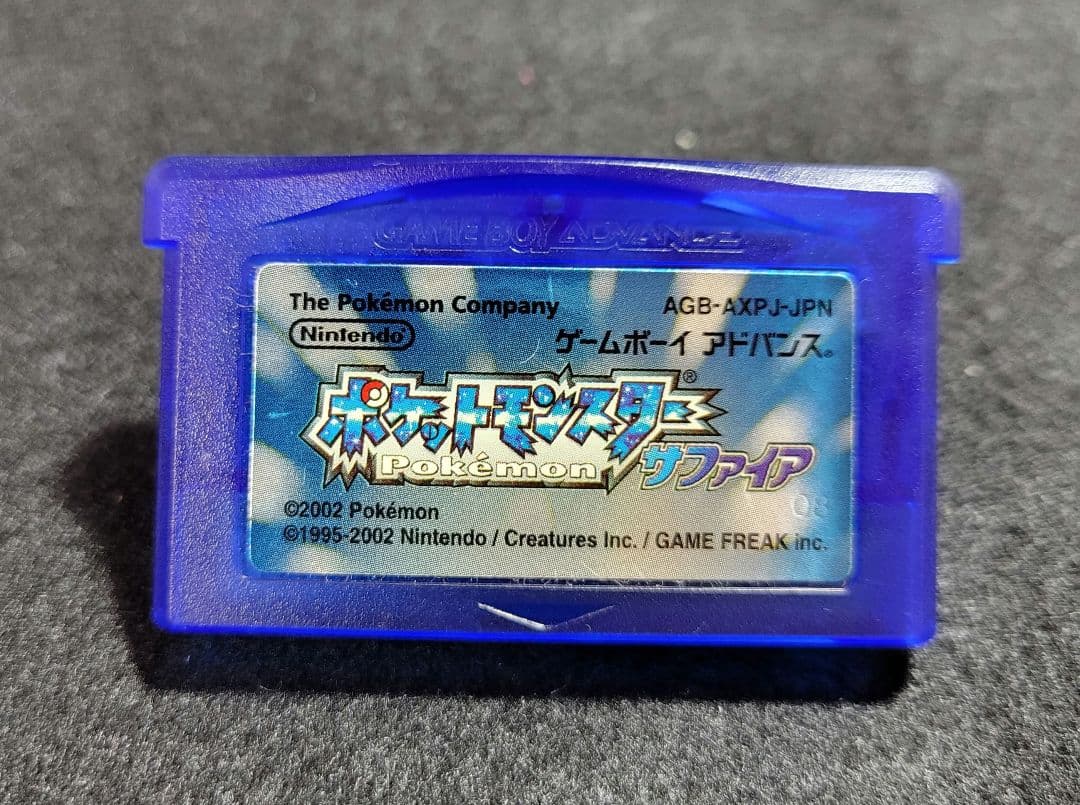 GAME BOY ADVANCE
The Pokémon Company
AGB-AXPJ-JPN
Nintendo®
ゲームボーイ アドバンス®
ポケットモンスター®
Pokémon
サファイア
08
©2002 Pokémon
©1995-2002 Nintendo / Creatures Inc. / GAME FREAK inc.